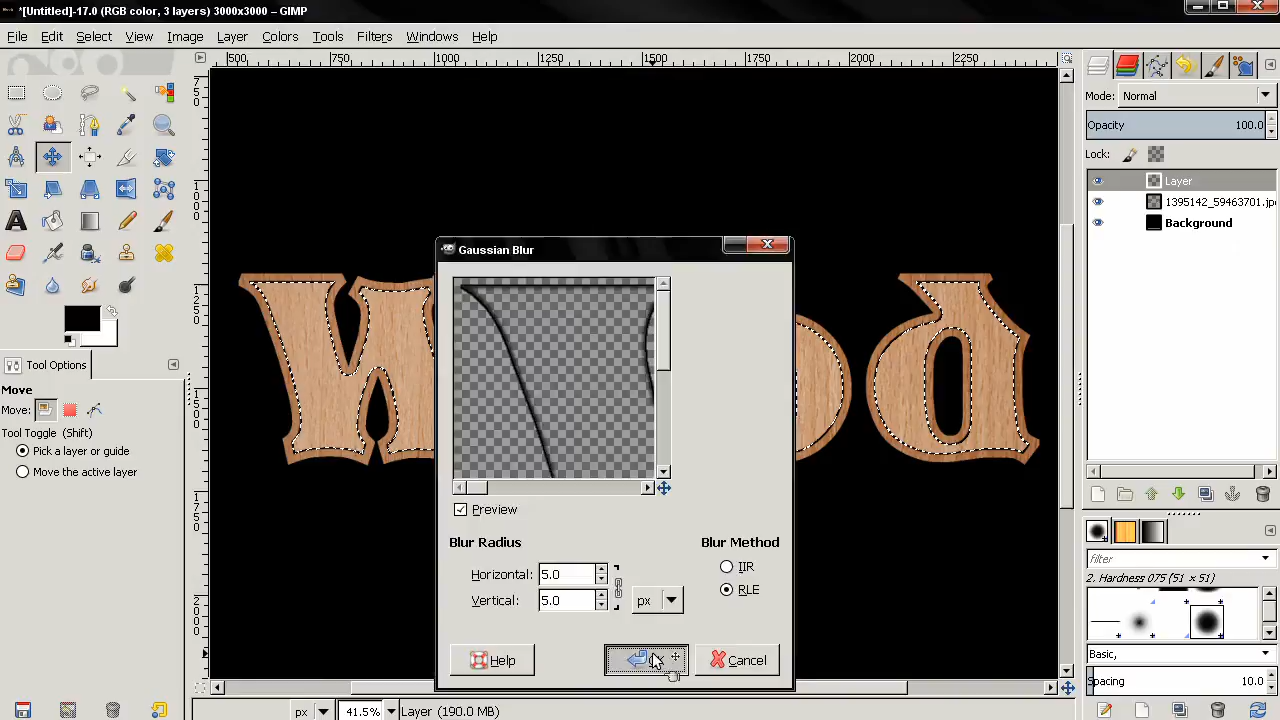 *[Untitled]-17.0 (RGB color, 3 layers) 3000x3000 – GIMP
File Edit Select View Image Layer Colors Tools Filters Windows Help
500 750 1000 1250 1500 1750 2000 2250
Mode: Normal
Opacity 100.0
Lock:
Layer
1395142_59463701.jp
Background
Gaussian Blur
Preview
Blur Radius
Blur Method
Horizontal: 5.0
Vertical: 5.0
px
IIR
RLE
Help
Cancel
Tool Options
Move
Move:
Tool Toggle (Shift)
Pick a layer or guide
Move the active layer
filter
2. Hardness 075 (51 × 51)
Basic,
Spacing 10.0
px 41.5% Layer (190.0 MB)